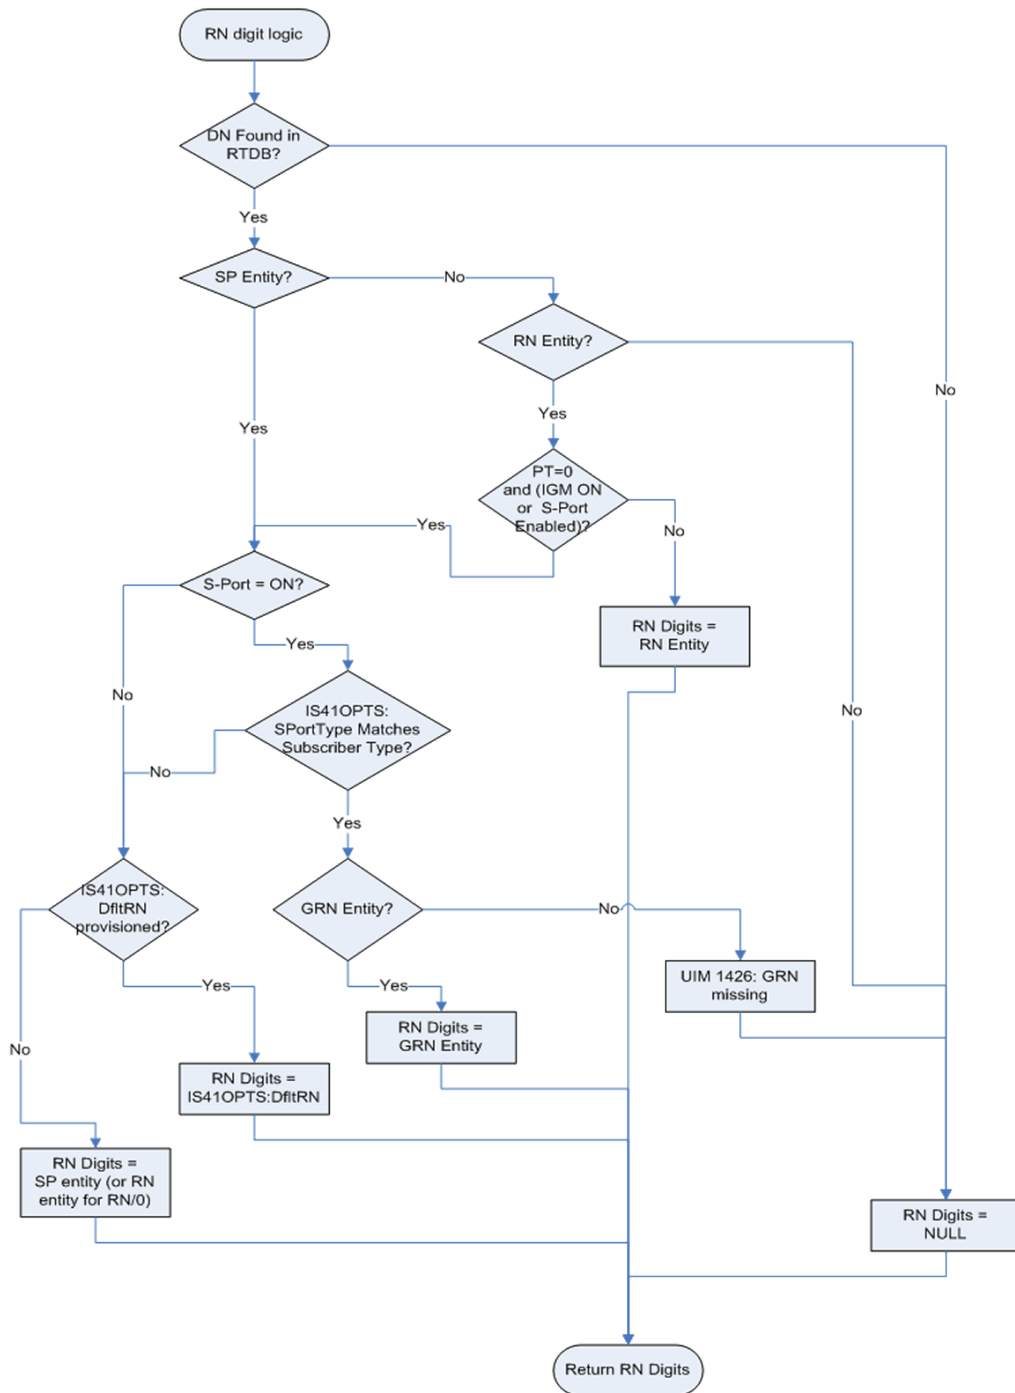 RN digit logic
DN Found in
RTDB?
Yes
SP Entity?
No
RN Entity?
No
Yes
Yes
PT=0
and (IGM ON
or S-Port
Enabled)?
Yes
No
S-Port = ON?
RN Digits =
RN Entity
Yes
No
IS41OPTS:
SPortType Matches
Subscriber Type?
No
No
Yes
IS41OPTS:
DfltRN
provisioned?
GRN Entity?
No
UIM 1426: GRN
missing
Yes
Yes
RN Digits =
GRN Entity
No
RN Digits =
IS41OPTS:DfltRN
RN Digits =
SP entity (or RN
entity for RN/0)
RN Digits =
NULL
Return RN Digits